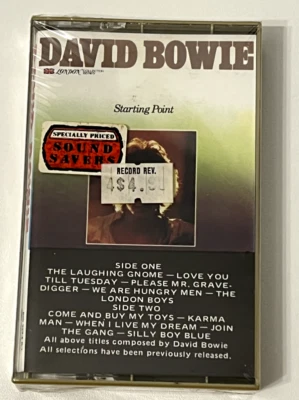 DAVID BOWIE
LONDON
Starting Point
SPECIALLY PRICED
SOUND
SAVERS
RECORD REV.
SIDE ONE
THE LAUGHING GNOME — LOVE YOU
TILL TUESDAY — PLEASE MR. GRAVE-
DIGGER — WE ARE HUNGRY MEN — THE
LONDON BOYS
SIDE TWO
COME AND BUY MY TOYS — KARMA
MAN — WHEN I LIVE MY DREAM — JOIN
THE GANG — SILLY BOY BLUE
All above titles composed by David Bowie
All selections have been previously released.